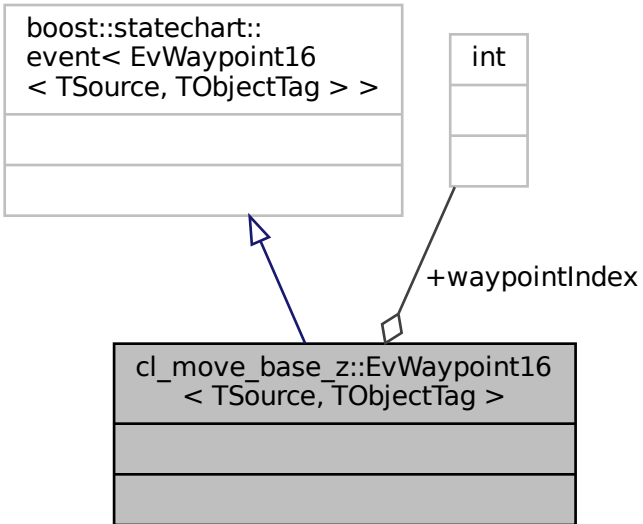 boost::statechart::
event< EvWaypoint16
< TSource, TObjectTag > >
int
+waypointIndex
cl_move_base_z::EvWaypoint16
< TSource, TObjectTag >